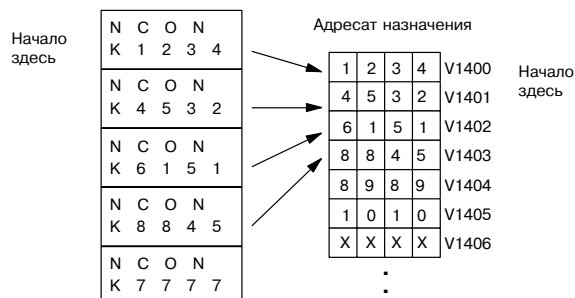 Начало
здесь
N C O N
K 1 2 3 4
N C O N
K 4 5 3 2
N C O N
K 6 1 5 1
N C O N
K 8 8 4 5
N C O N
K 7 7 7 7
Адресат назначения
1 2 3 4 V1400
4 5 3 2 V1401
6 1 5 1 V1402
8 8 4 5 V1403
8 9 8 9 V1404
1 0 1 0 V1405
X X X X V1406
Начало
здесь